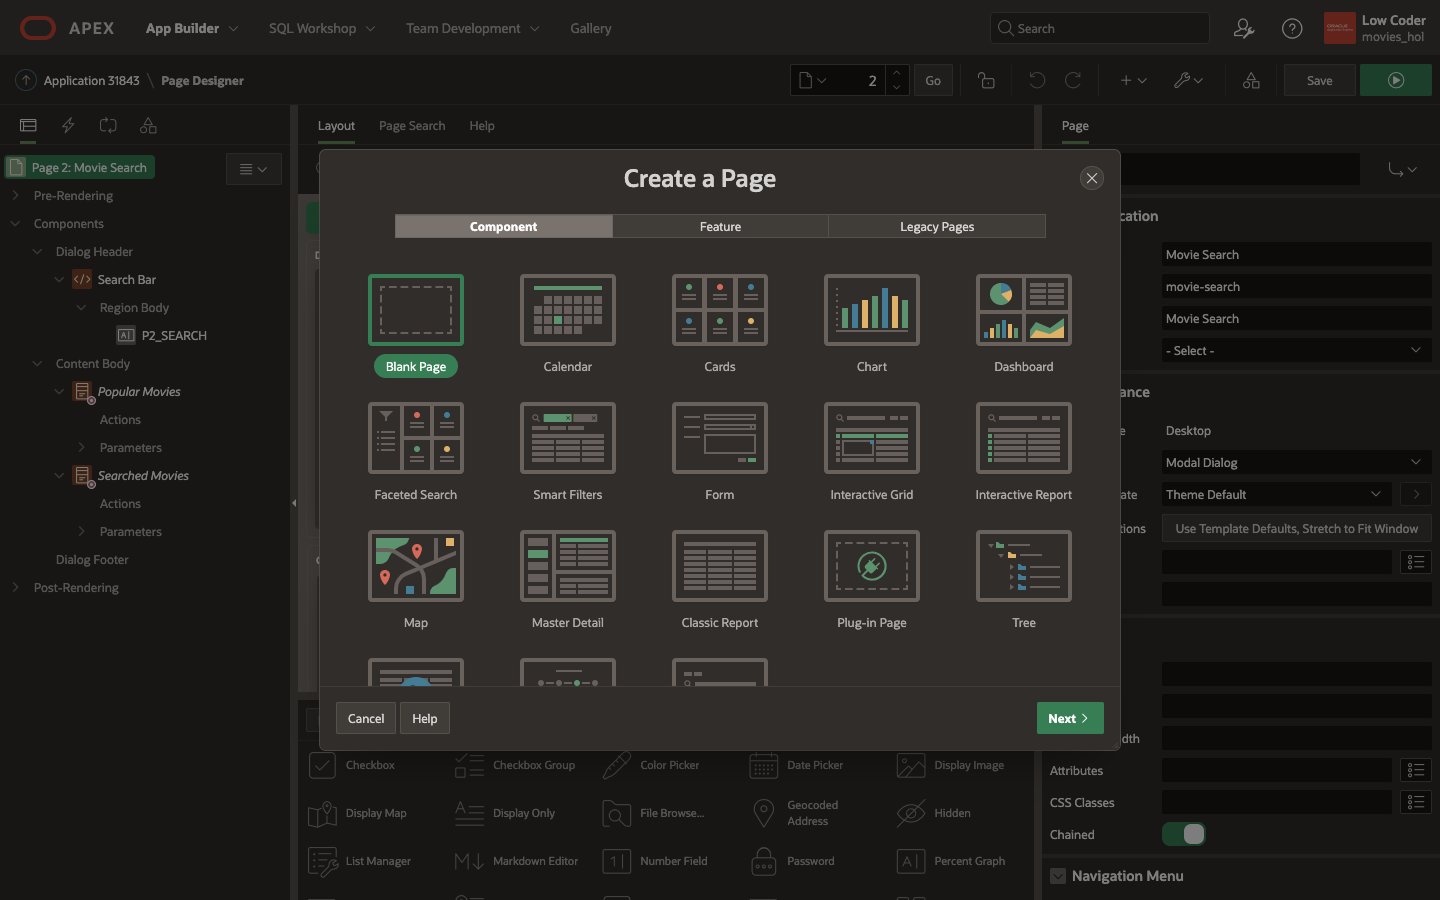 APEX
App Builder
SQL Workshop
Team Development
Gallery
Search
Low Coder
movies_hol
Application 31843 \ Page Designer
2
Go
Save
Layout
Page Search
Help
Page
Page 2: Movie Search
Pre-Rendering
Components
Dialog Header
Search Bar
Region Body
P2_SEARCH
Content Body
Popular Movies
Actions
Parameters
Searched Movies
Actions
Parameters
Dialog Footer
Post-Rendering
Create a Page
Component
Feature
Legacy Pages
Blank Page
Calendar
Cards
Chart
Dashboard
Faceted Search
Smart Filters
Form
Interactive Grid
Interactive Report
Map
Master Detail
Classic Report
Plug-in Page
Tree
Cancel
Help
Next
cation
Movie Search
movie-search
Movie Search
- Select -
ance
e
Desktop
Modal Dialog
ate
Theme Default
tions
Use Template Defaults, Stretch to Fit Window
dth
Attributes
CSS Classes
Chained
Navigation Menu
Checkbox
Checkbox Group
Color Picker
Date Picker
Display Image
Display Map
Display Only
File Browse...
Geocoded
Address
Hidden
List Manager
Markdown Editor
Number Field
Password
Percent Graph